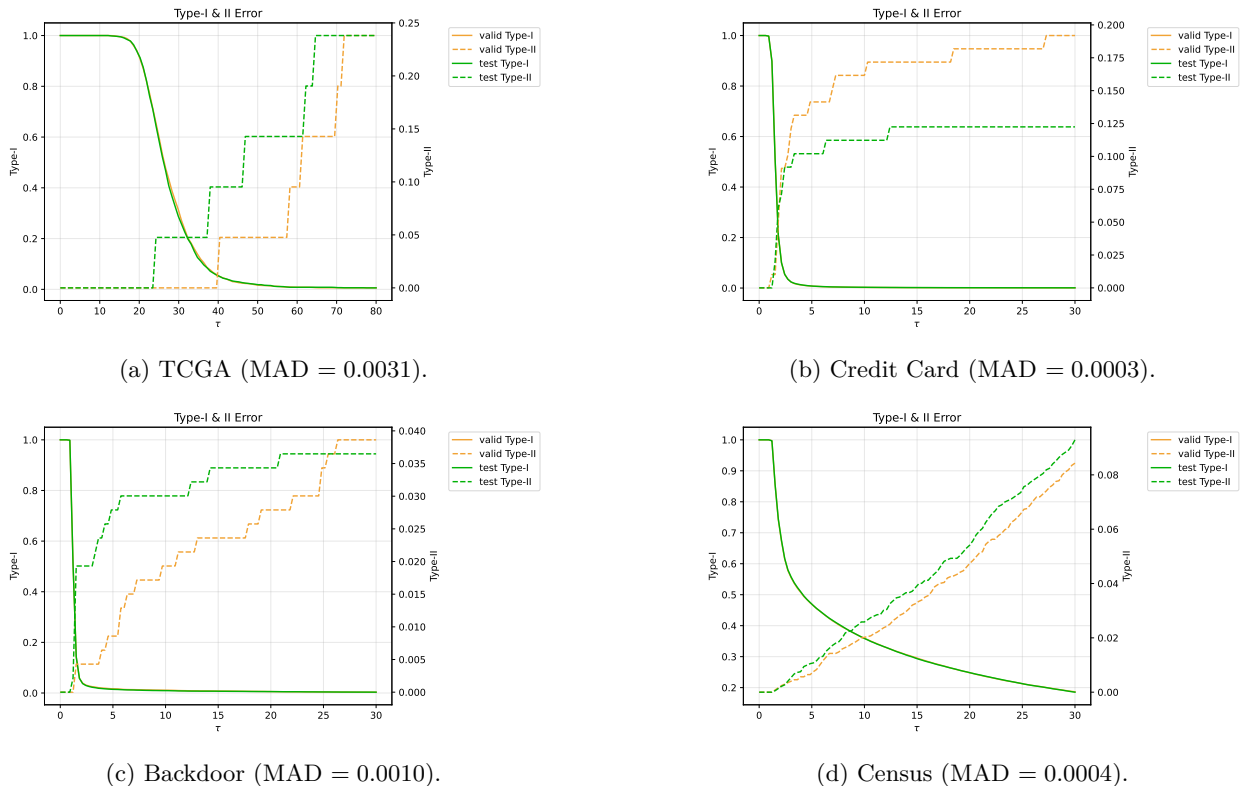 Type-I & II Error
1.0
0.8
0.6
0.4
0.2
0.0
Type-I
0.25
0.20
0.15
0.10
0.05
0.00
Type-II
0 10 20 30 40 50 60 70 80
τ
valid Type-I
valid Type-II
test Type-I
test Type-II
(a) TCGA (MAD = 0.0031).
Type-I & II Error
1.0
0.8
0.6
0.4
0.2
0.0
Type-I
0.200
0.175
0.150
0.125
0.100
0.075
0.050
0.025
0.000
Type-II
0 5 10 15 20 25 30
τ
valid Type-I
valid Type-II
test Type-I
test Type-II
(b) Credit Card (MAD = 0.0003).
Type-I & II Error
1.0
0.8
0.6
0.4
0.2
0.0
Type-I
0.040
0.035
0.030
0.025
0.020
0.015
0.010
0.005
0.000
Type-II
0 5 10 15 20 25 30
τ
valid Type-I
valid Type-II
test Type-I
test Type-II
(c) Backdoor (MAD = 0.0010).
Type-I & II Error
1.0
0.9
0.8
0.7
0.6
0.5
0.4
0.3
0.2
Type-I
0.08
0.06
0.04
0.02
0.00
Type-II
0 5 10 15 20 25 30
τ
valid Type-I
valid Type-II
test Type-I
test Type-II
(d) Census (MAD = 0.0004).